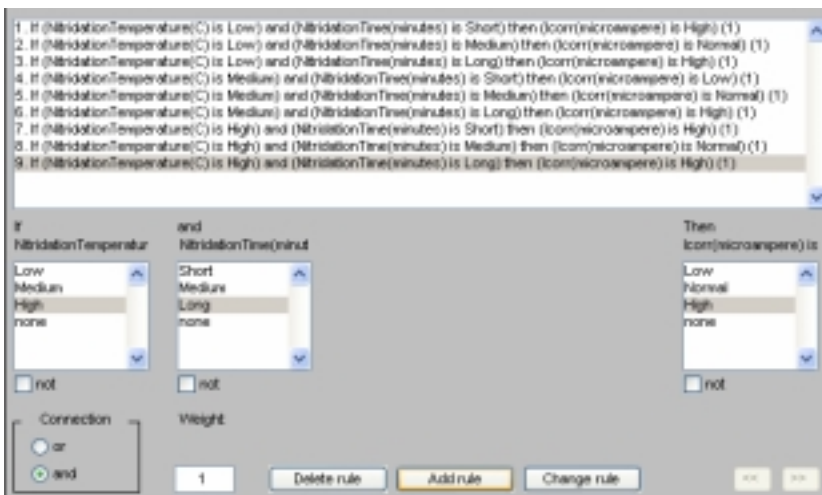 1. If (NitridationTemperature(C) is Low) and (NitridationTime(minutes) is Short) then (Icorr(microampere) is High) (1)
2. If (NitridationTemperature(C) is Low) and (NitridationTime(minutes) is Medium) then (Icorr(microampere) is Normal) (1)
3. If (NitridationTemperature(C) is Low) and (NitridationTime(minutes) is Long) then (Icorr(microampere) is High) (1)
4. If (NitridationTemperature(C) is Medium) and (NitridationTime(minutes) is Short) then (Icorr(microampere) is Low) (1)
5. If (NitridationTemperature(C) is Medium) and (NitridationTime(minutes) is Medium) then (Icorr(microampere) is Normal) (1)
6. If (NitridationTemperature(C) is Medium) and (NitridationTime(minutes) is Long) then (Icorr(microampere) is High) (1)
7. If (NitridationTemperature(C) is High) and (NitridationTime(minutes) is Short) then (Icorr(microampere) is High) (1)
8. If (NitridationTemperature(C) is High) and (NitridationTime(minutes) is Medium) then (Icorr(microampere) is Normal) (1)
9. If (NitridationTemperature(C) is High) and (NitridationTime(minutes) is Long) then (Icorr(microampere) is High) (1)
If and Then
NitridationTemperatur NitridationTime(minut Icorr(microampere) is
Low Short Low
Medium Medium Normal
High Long High
none none none
not not not
Connection Weight:
or
and 1 Delete rule Add rule Change rule << >>